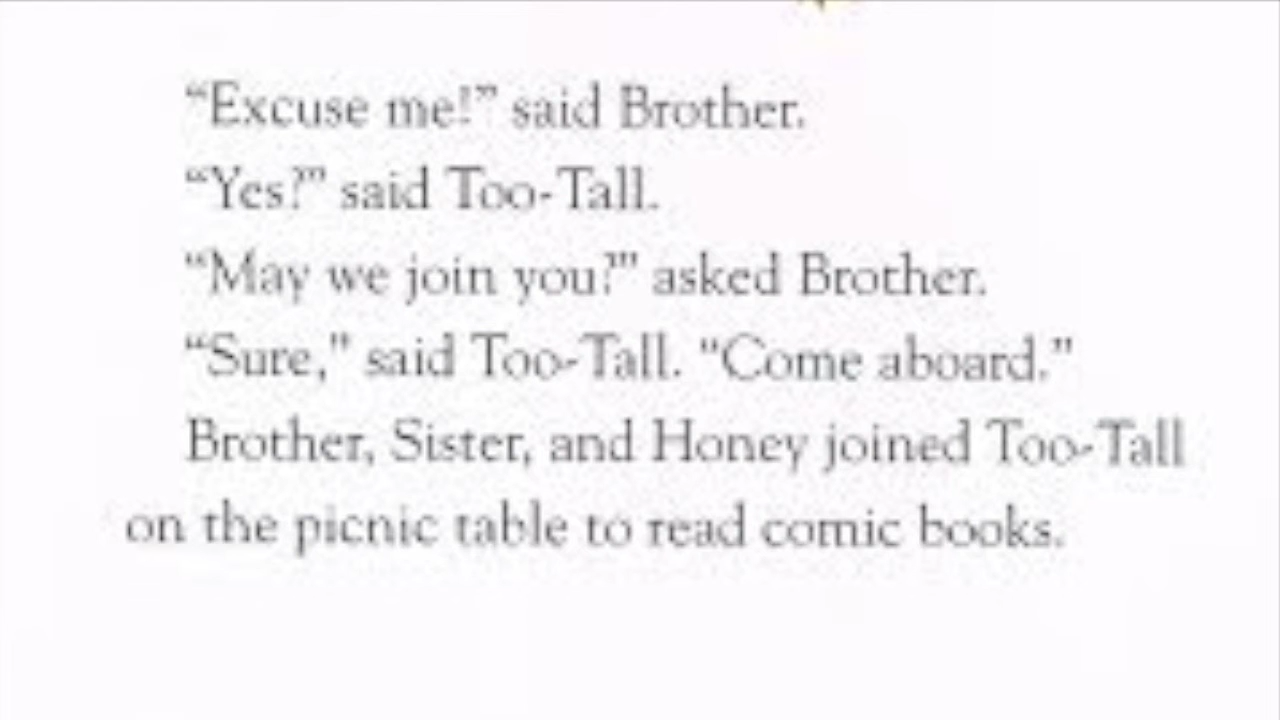 “Excuse me!” said Brother.
“Yes?” said Too-Tall.
“May we join you?” asked Brother.
“Sure,” said Too-Tall. “Come aboard.”
Brother, Sister, and Honey joined Too-Tall
on the picnic table to read comic books.